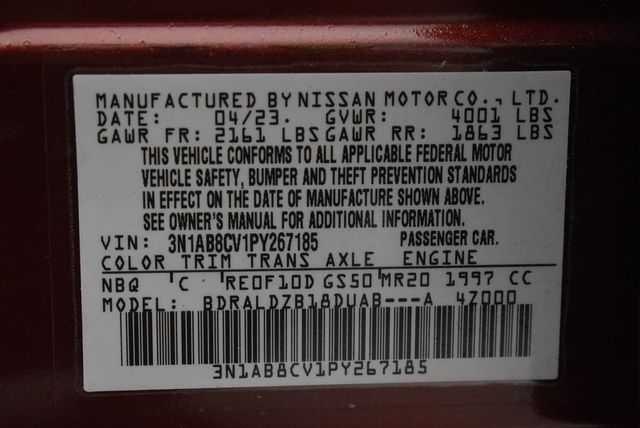 MANUFACTURED BY NISSAN MOTOR CO., LTD.
DATE: 04/23. GVWR: 4001 LBS
GAWR FR: 2161 LBS GAWR RR: 1863 LBS
THIS VEHICLE CONFORMS TO ALL APPLICABLE FEDERAL MOTOR
VEHICLE SAFETY, BUMPER AND THEFT PREVENTION STANDARDS
IN EFFECT ON THE DATE OF MANUFACTURE SHOWN ABOVE.
SEE OWNER'S MANUAL FOR ADDITIONAL INFORMATION.
VIN: 3N1AB8CV1PY267185 PASSENGER CAR.
COLOR TRIM TRANS AXLE ENGINE
NBQ C RE0F10D GS50 MR20 1997 CC
MODEL: BDRALDZB18DUAB---A 4Z000
3N1AB8CV1PY267185